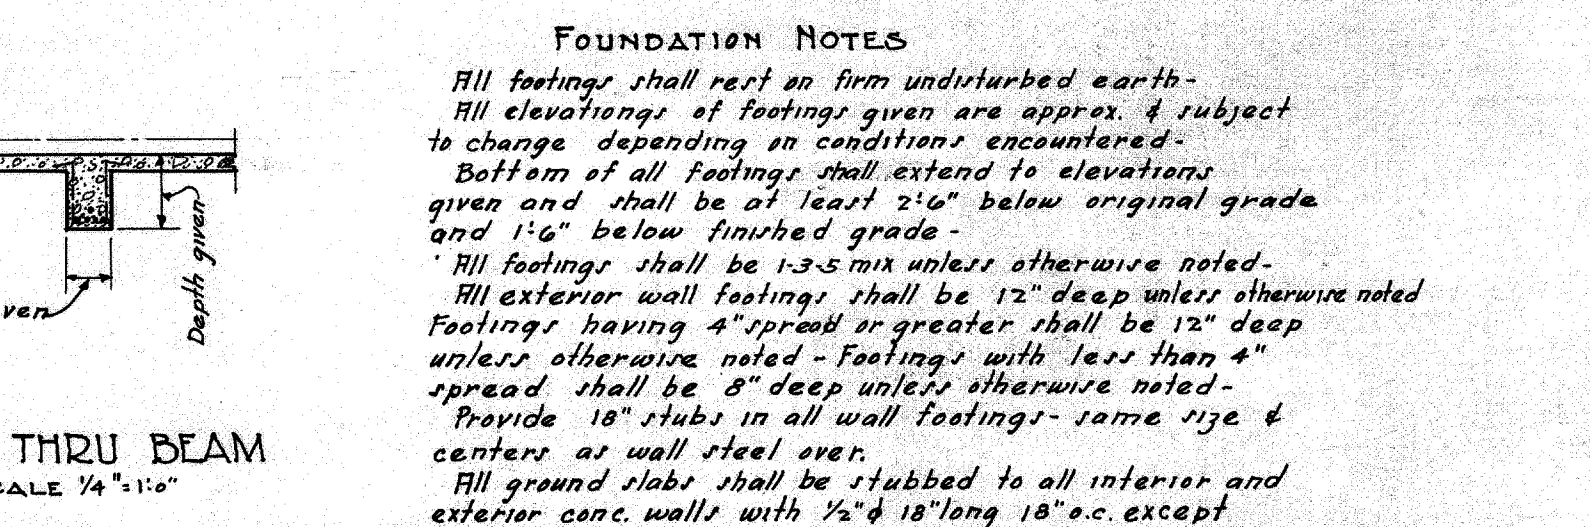 FOUNDATION NOTES
All footings shall rest on firm undisturbed earth-
All elevationgs of footings given are approx. & subject
to change depending on conditions encountered-
Bottom of all footings shall extend to elevations
given and shall be at least 2'-6" below original grade
and 1'-6" below finished grade-
All footings shall be 1-3-5 mix unless otherwise noted-
All exterior wall footings shall be 12" deep unless otherwise noted
Footings having 4" spread or greater shall be 12" deep
unless otherwise noted - Footings with less than 4"
spread shall be 8" deep unless otherwise noted-
Provide 18" stubs in all wall footings- same size &
centers as wall steel over.
All ground slabs shall be stubbed to all interior and
exterior conc. walls with 1/2"ϕ 18" long 18" o.c. except
Depth given
ven
THRU BEAM
CALE 1/4"=1'-0"